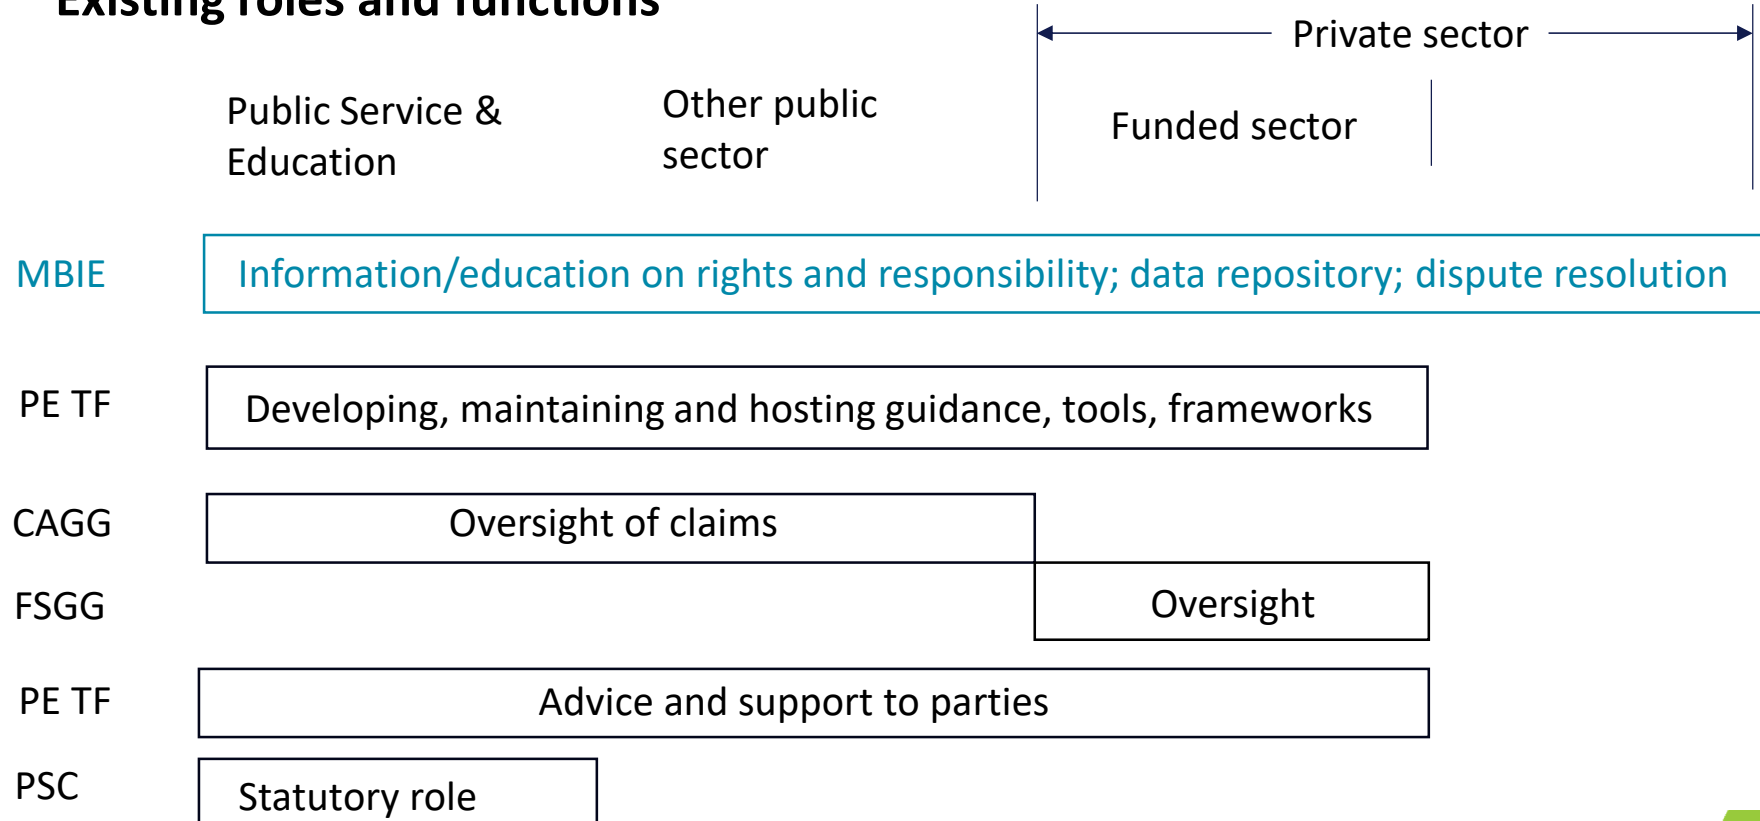 Existing roles and functions
Private sector
Public Service &
Education
Other public
sector
Funded sector
MBIE
Information/education on rights and responsibility; data repository; dispute resolution
PE TF
Developing, maintaining and hosting guidance, tools, frameworks
CAGG
Oversight of claims
FSGG
Oversight
PE TF
Advice and support to parties
PSC
Statutory role